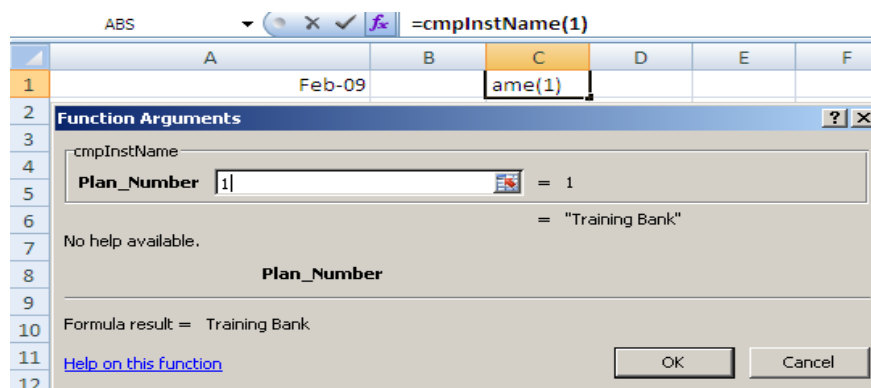 ABS =cmpInstName(1)
A B C D E F
1 Feb-09 ame(1)
2 Function Arguments
3 cmpInstName
4 Plan_Number 1 = 1
5
6 = "Training Bank"
7 No help available.
8 Plan_Number
9
10 Formula result = Training Bank
11 Help on this function OK Cancel
12